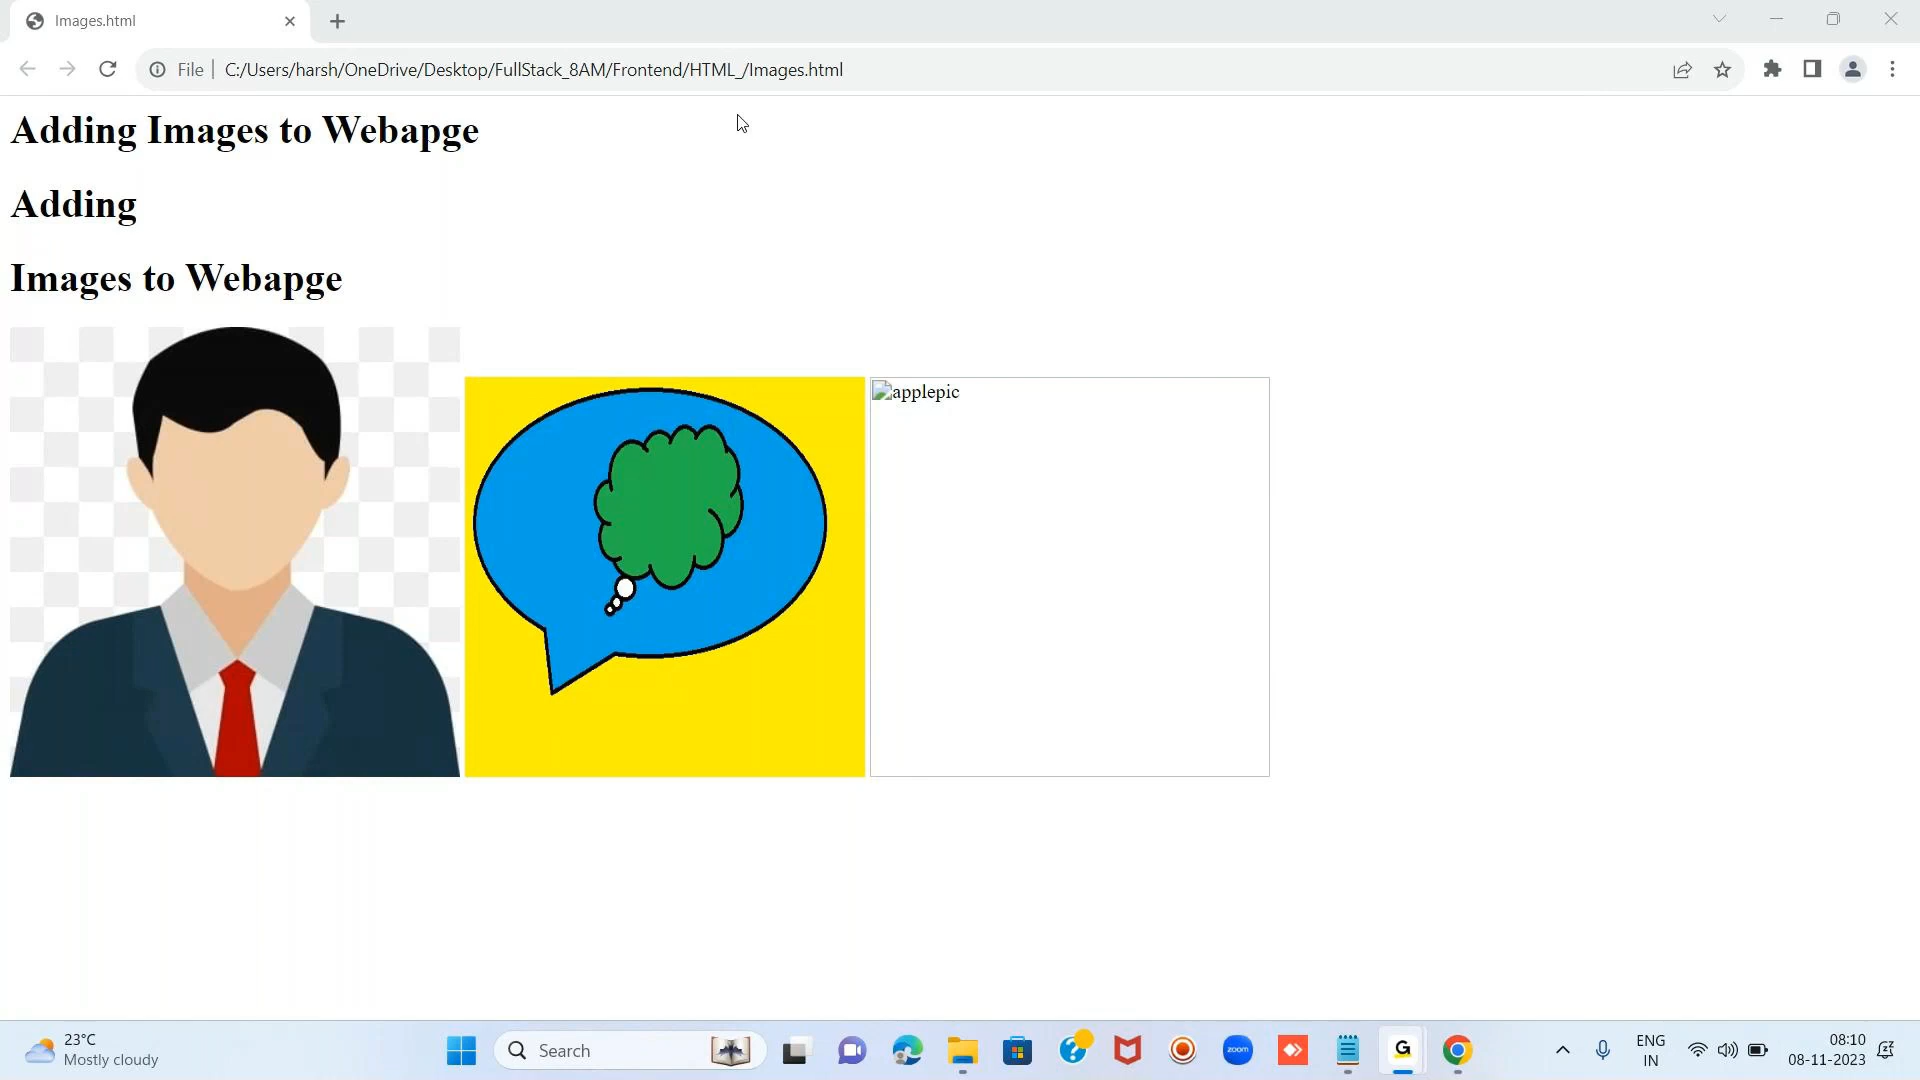 Images.html
File C:/Users/harsh/OneDrive/Desktop/FullStack_8AM/Frontend/HTML_/Images.html
Adding Images to Webapge
Adding
Images to Webapge
applepic
23°C
Mostly cloudy
Search
zoom
G
ENG
IN
08:10
08-11-2023